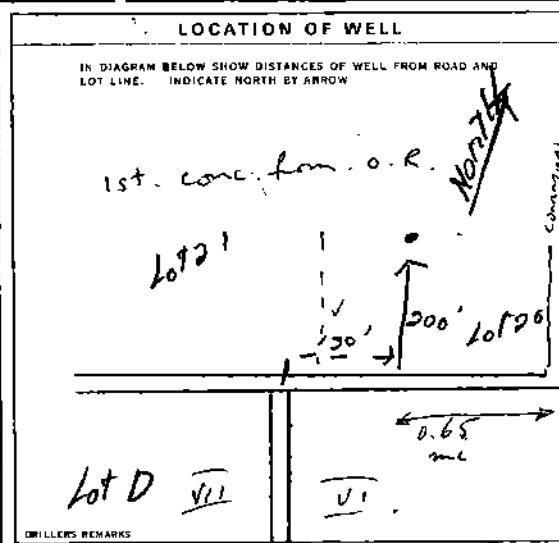 LOCATION OF WELL
IN DIAGRAM BELOW SHOW DISTANCES OF WELL FROM ROAD AND
LOT LINE. INDICATE NORTH BY ARROW
North
1st. conc. from. O.R.
Lot 21
30'
200'
Lot 20
0.65
Lot D VII
VI.
DRILLERS REMARKS